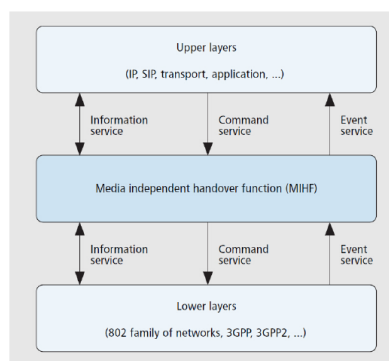 Upper layers
(IP, SIP, transport, application, ...)
Information service
Command service
Event service
Media independent handover function (MIHF)
Information service
Command service
Event service
Lower layers
(802 family of networks, 3GPP, 3GPP2, ...)